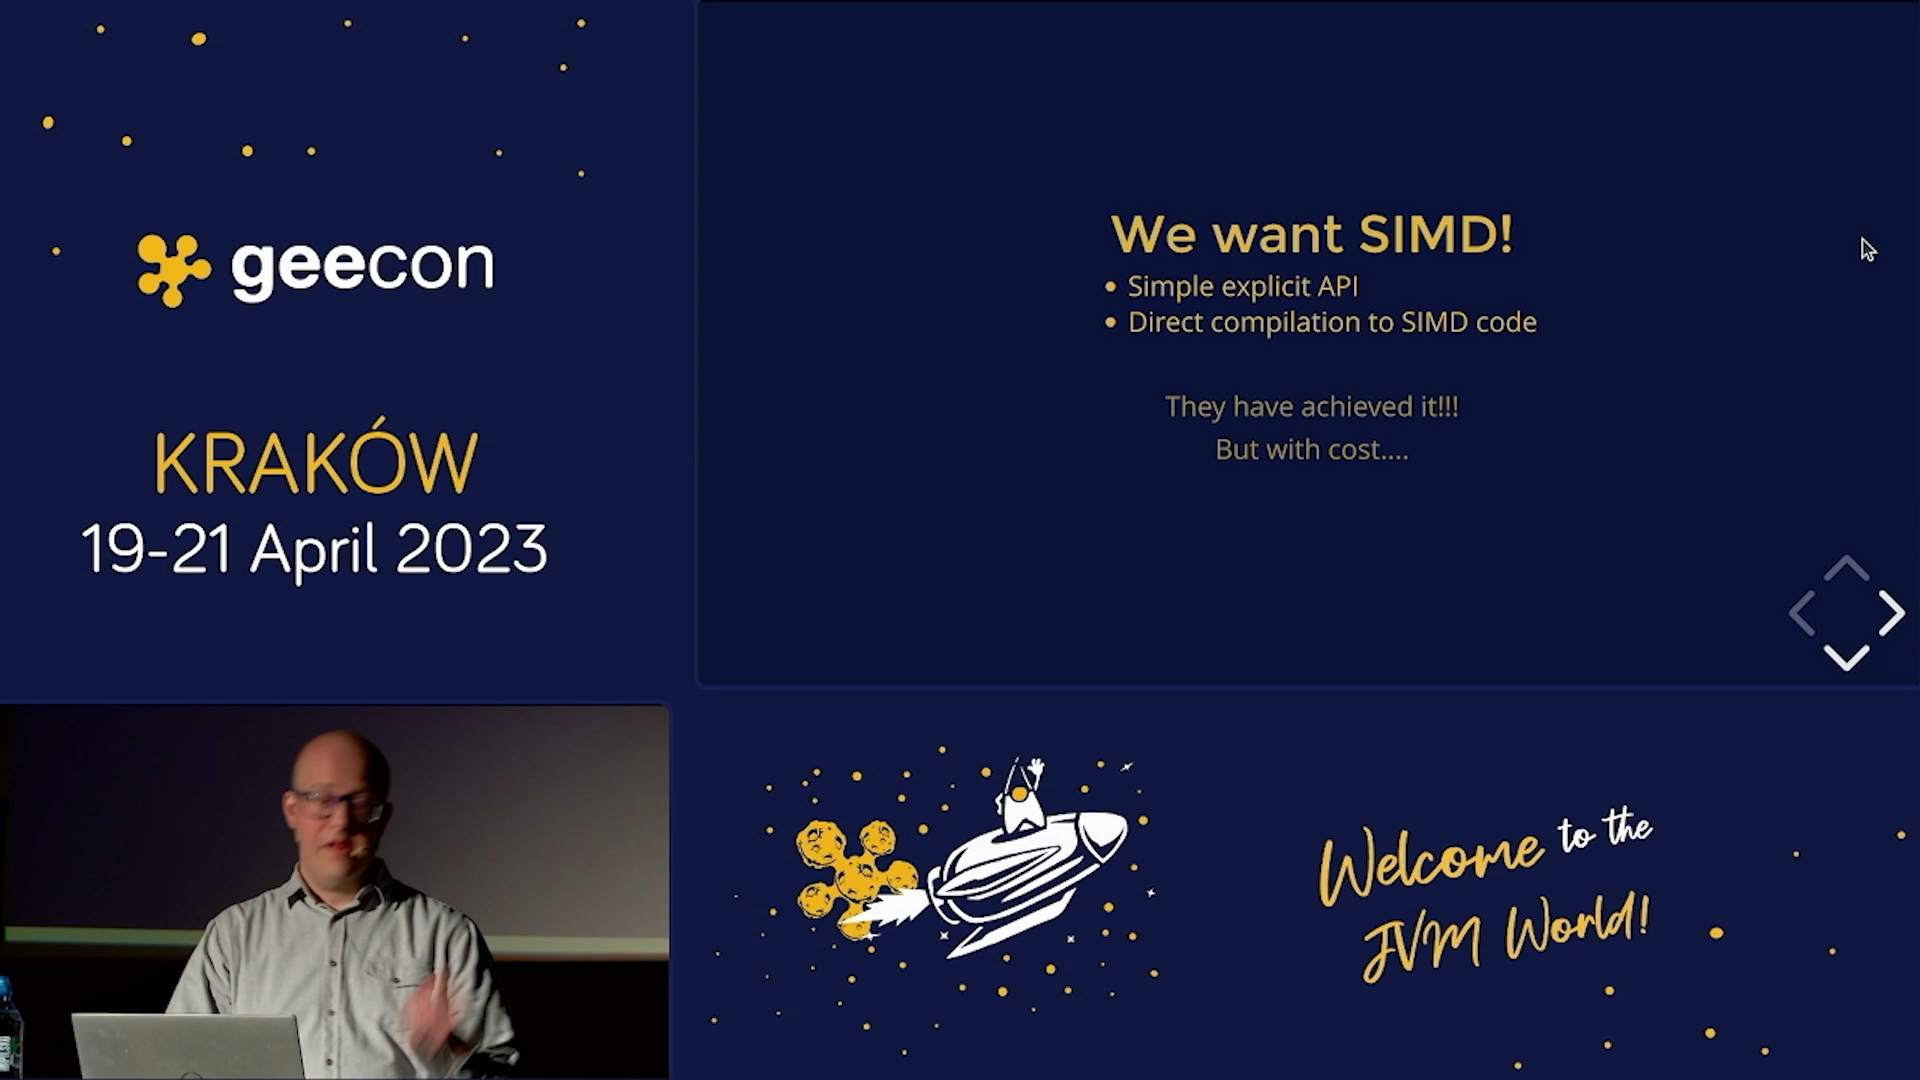 geecon
KRAKÓW
19-21 April 2023
We want SIMD!
Simple explicit API
Direct compilation to SIMD code
They have achieved it!!!
But with cost....
Welcome to the
JVM World!